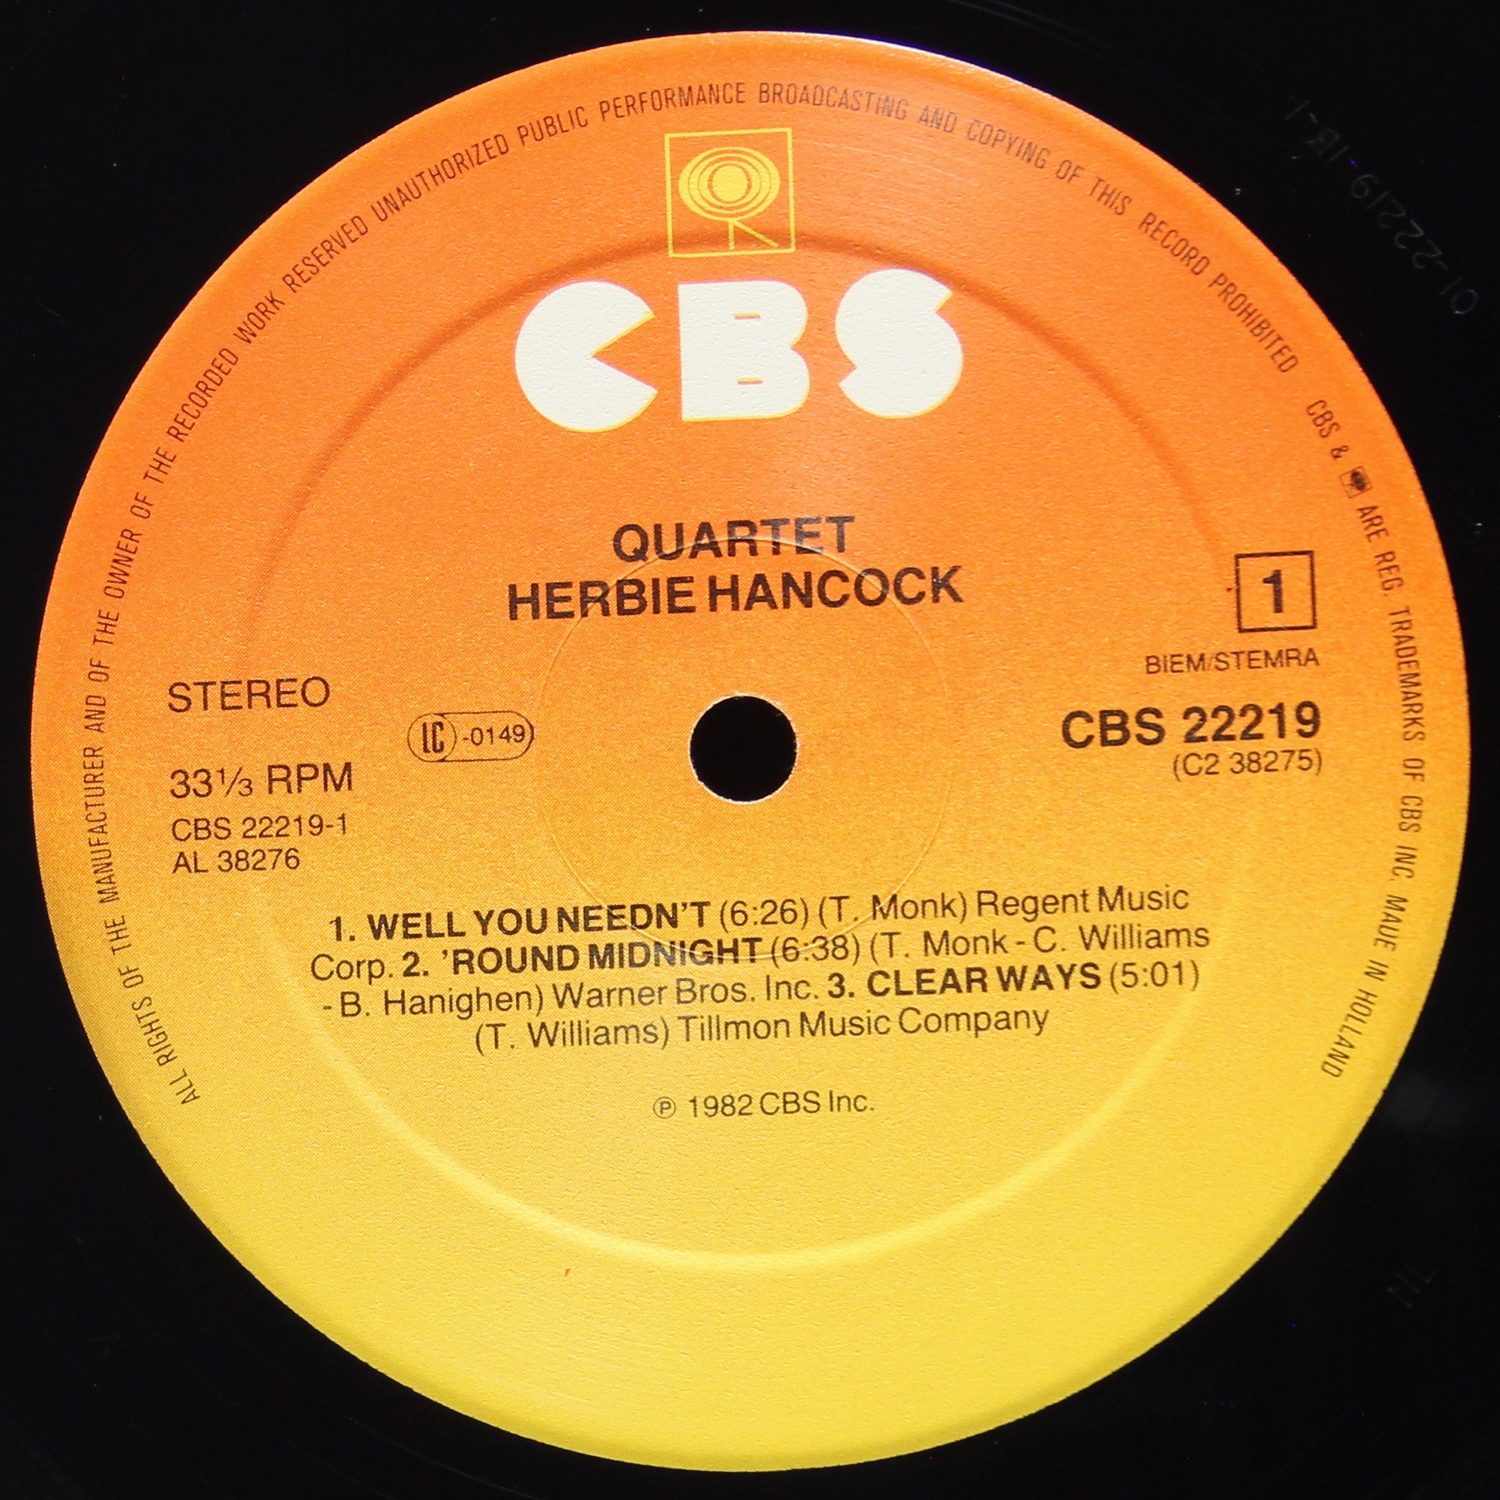 ALL RIGHTS OF THE MANUFACTURER AND OF THE OWNER OF THE RECORDED WORK RESERVED UNAUTHORIZED PUBLIC PERFORMANCE BROADCASTING AND COPYING OF THIS RECORD PROHIBITED CBS & ARE REG. TRADEMARKS OF CBS INC. MADE IN HOLLAND
CBS
QUARTET
HERBIE HANCOCK
1
BIEM/STEMRA
STEREO
LC -0149
CBS 22219
(C2 38275)
33⅓ RPM
CBS 22219-1
AL 38276
1. WELL YOU NEEDN'T (6:26) (T. Monk) Regent Music
Corp. 2. 'ROUND MIDNIGHT (6:38) (T. Monk - C. Williams
- B. Hanighen) Warner Bros. Inc. 3. CLEAR WAYS (5:01)
(T. Williams) Tillmon Music Company
℗ 1982 CBS Inc.
01-22219-1B-1